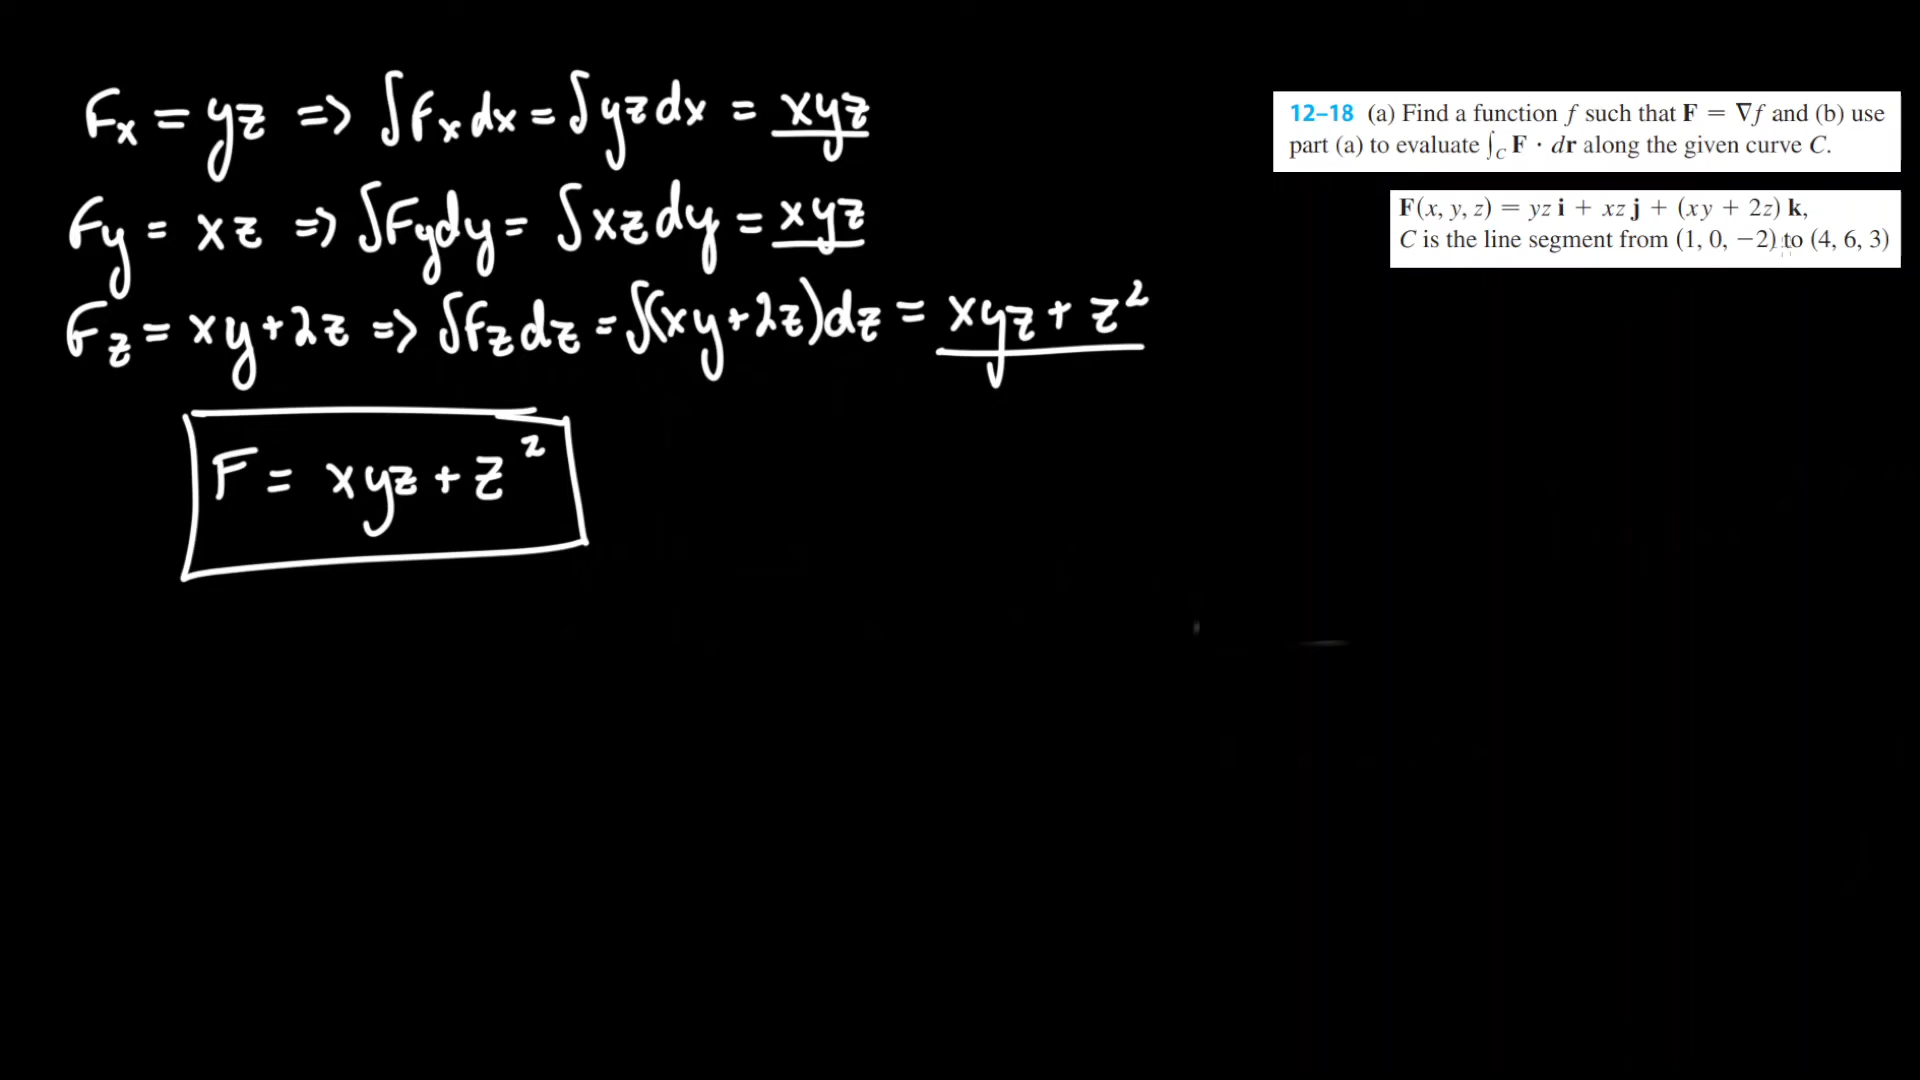 Fx = yz => ∫fx dx = ∫yz dx = xyz
Fy = xz => ∫Fy dy = ∫xz dy = xyz
Fz = xy + 2z => ∫fz dz = ∫(xy + 2z)dz = xyz + z²
F = xyz + z²
12–18 (a) Find a function f such that F = ∇f and (b) use
part (a) to evaluate ∫C F · dr along the given curve C.
F(x, y, z) = yz i + xz j + (xy + 2z) k,
C is the line segment from (1, 0, −2) to (4, 6, 3)